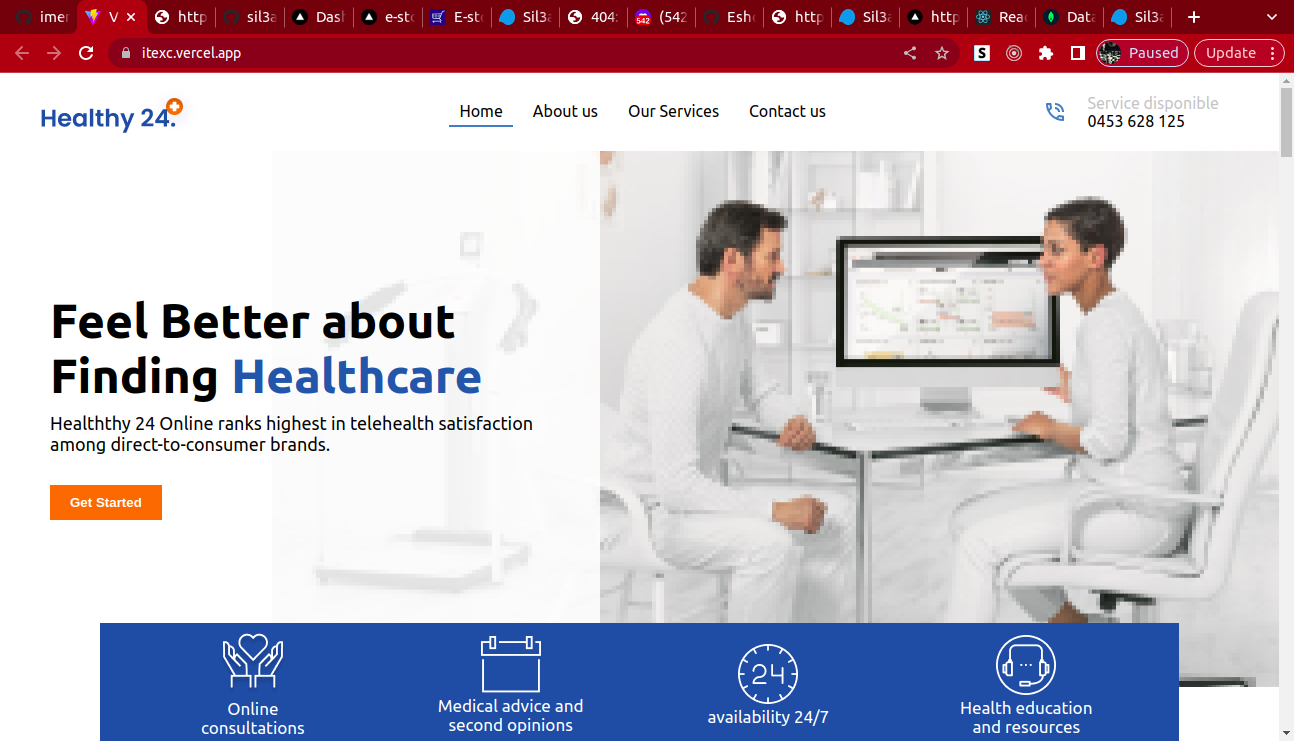 imer
V
http
sil3a
Dash
e-sto
E-sto
Sil3a
404:
542
(542
Esho
http
Sil3a
http
Reac
Data
Sil3a
itexc.vercel.app
S
Paused
Update
Healthy 24.
Home
About us
Our Services
Contact us
Service disponible
0453 628 125
Feel Better about
Finding Healthcare
Healththy 24 Online ranks highest in telehealth satisfaction
among direct-to-consumer brands.
Get Started
Online
consultations
Medical advice and
second opinions
24
availability 24/7
Health education
and resources